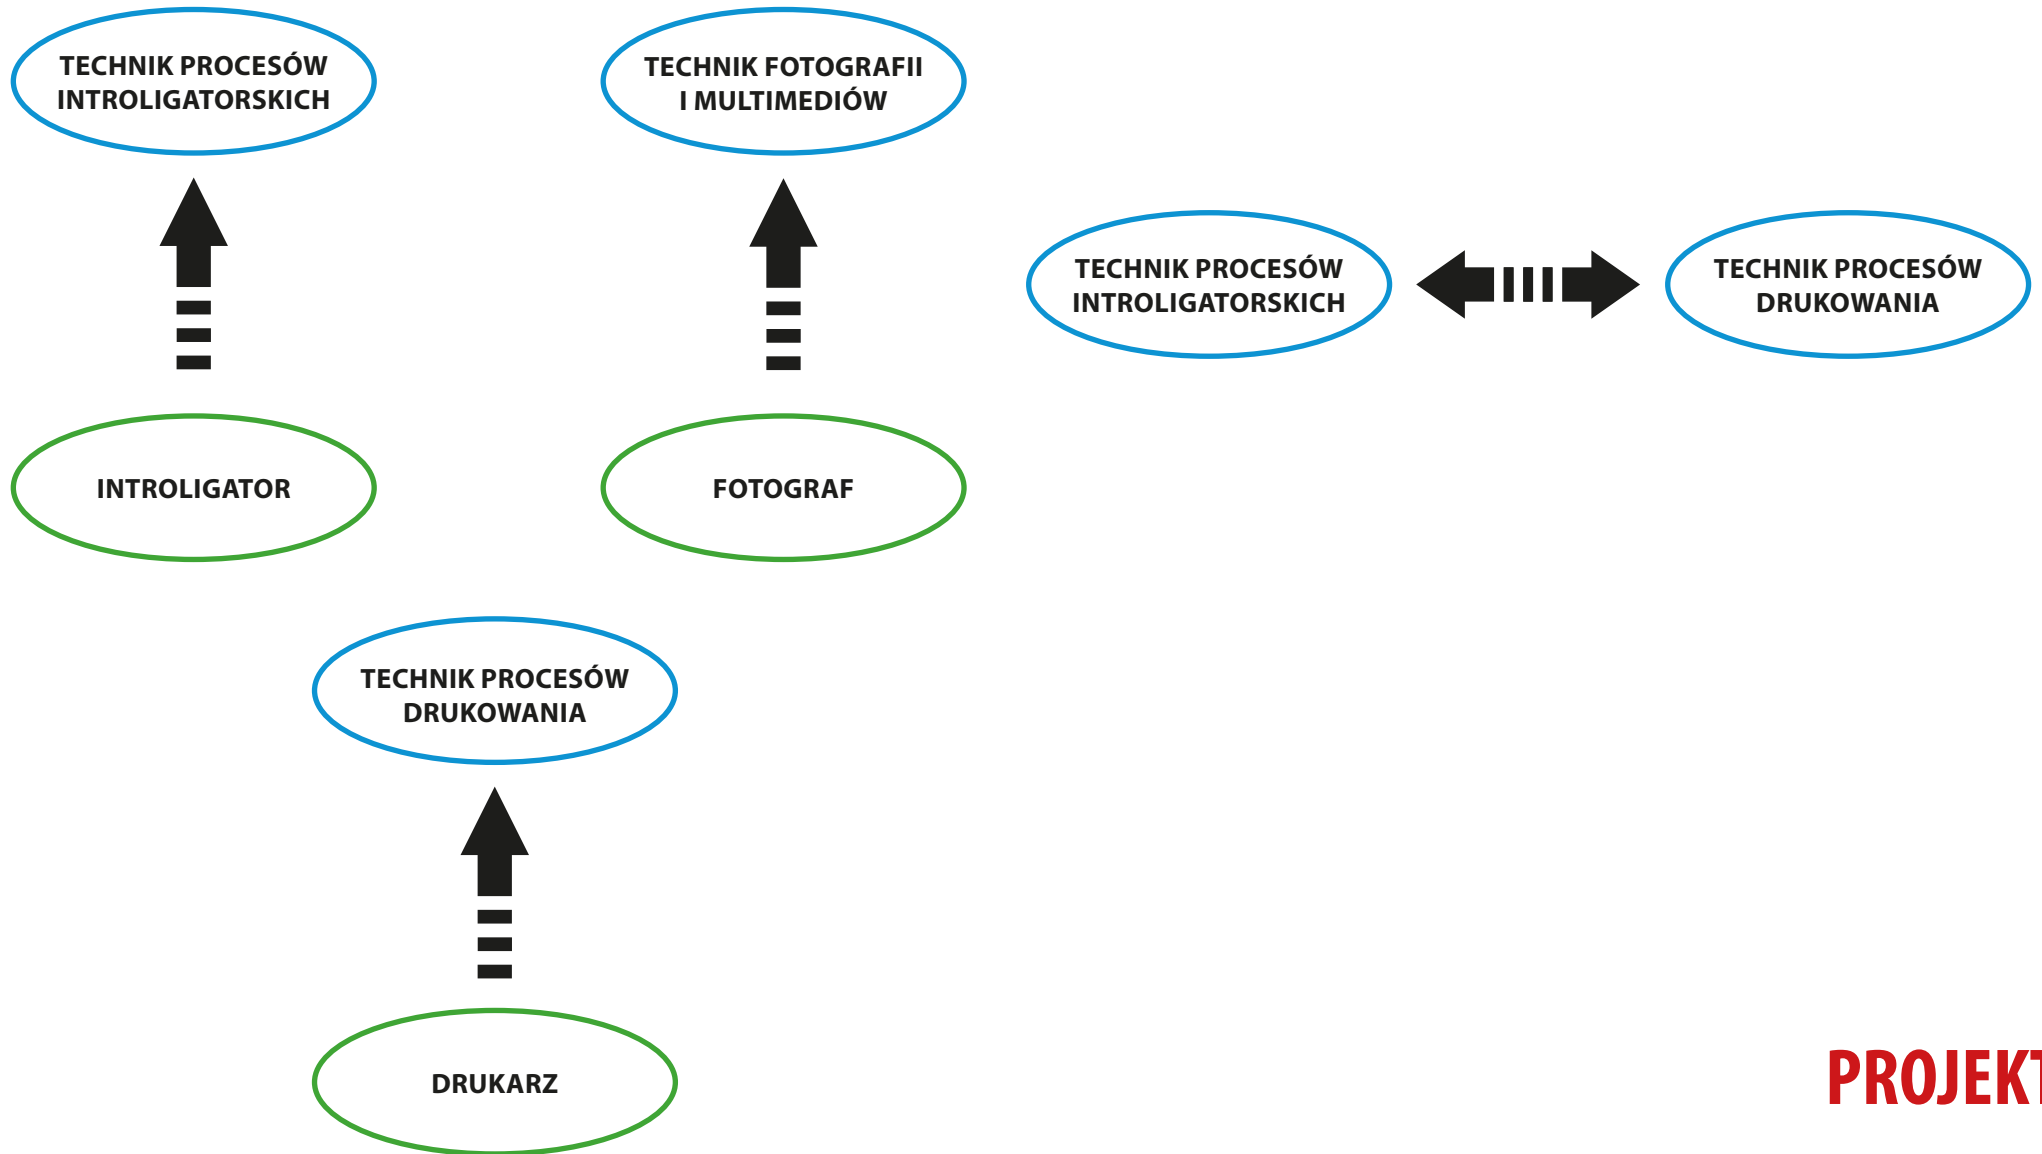 TECHNIK PROCESÓW
INTROLIGATORSKICH
TECHNIK FOTOGRAFII
I MULTIMEDIÓW
TECHNIK PROCESÓW
INTROLIGATORSKICH
TECHNIK PROCESÓW
DRUKOWANIA
INTROLIGATOR
FOTOGRAF
TECHNIK PROCESÓW
DRUKOWANIA
DRUKARZ
PROJEKT